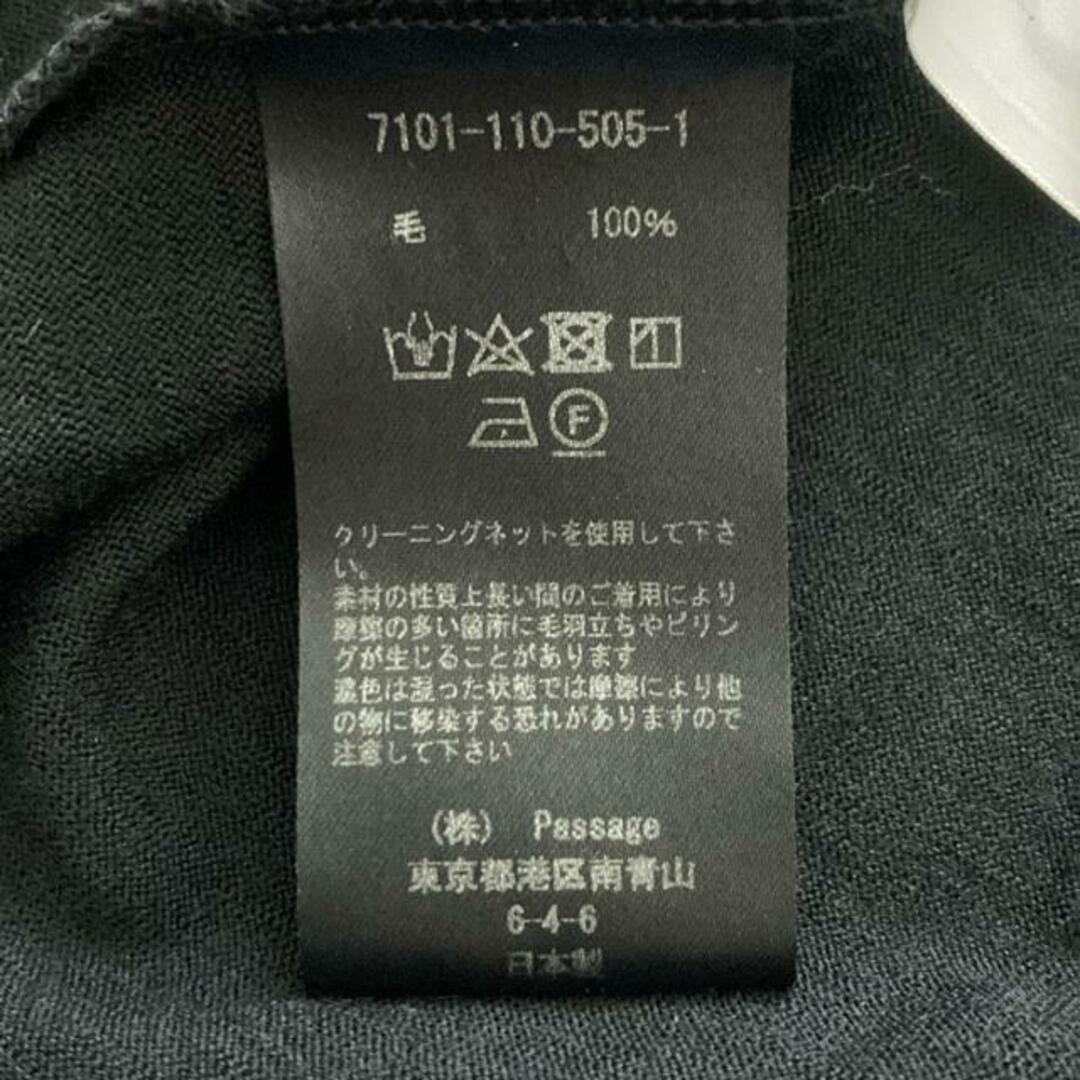 7101-110-505-1
毛 100%
F
クリーニングネットを使用して下さ
い。
素材の性質上長い間のご着用により
摩擦の多い箇所に毛羽立ちやピリン
グが生じることがあります
濃色は湿った状態では摩擦により他
の物に移染する恐れがありますので
注意して下さい
(株) Passage
東京都港区南青山
6-4-6
日本製